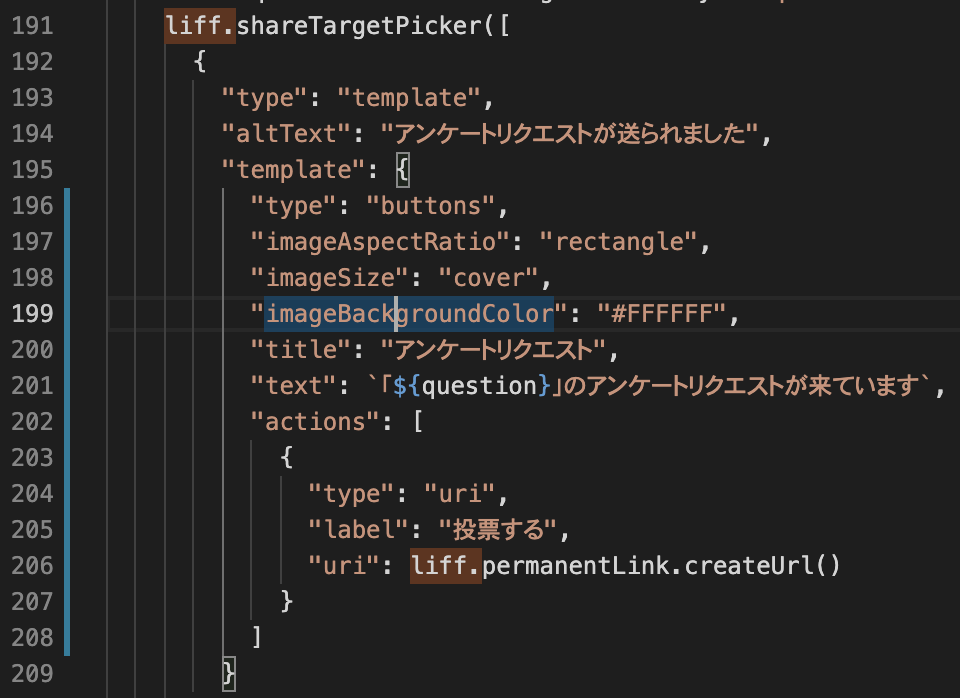 191 liff.shareTargetPicker([
192 {
193 "type": "template",
194 "altText": "アンケートリクエストが送られました",
195 "template": {
196 "type": "buttons",
197 "imageAspectRatio": "rectangle",
198 "imageSize": "cover",
199 "imageBackgroundColor": "#FFFFFF",
200 "title": "アンケートリクエスト",
201 "text": `「${question}」のアンケートリクエストが来ています`,
202 "actions": [
203 {
204 "type": "uri",
205 "label": "投票する",
206 "uri": liff.permanentLink.createUrl()
207 }
208 ]
209 }